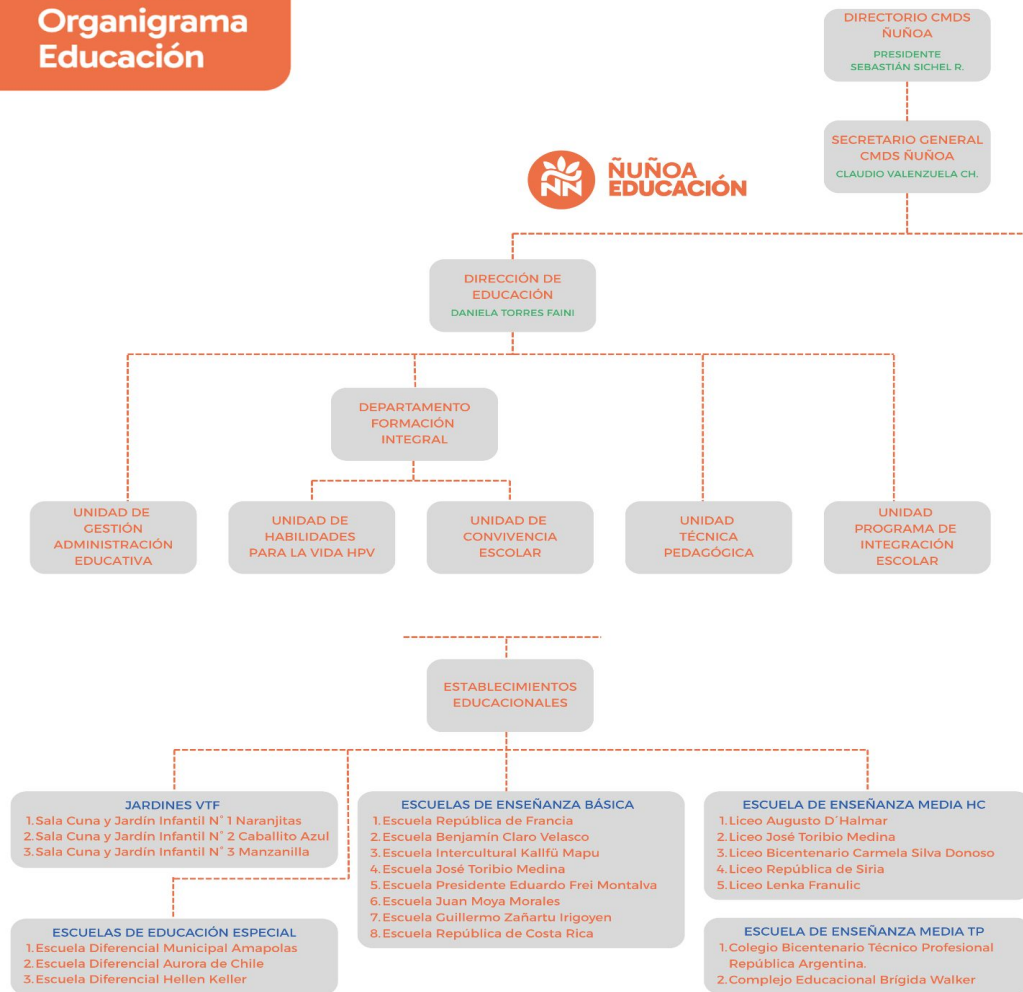 Organigrama
Educación
DIRECTORIO CMDS
ÑUÑOA
PRESIDENTE
SEBASTIÁN SICHEL R.
SECRETARIO GENERAL
CMDS ÑUÑOA
CLAUDIO VALENZUELA CH.
ÑUÑOA
EDUCACIÓN
DIRECCIÓN DE
EDUCACIÓN
DANIELA TORRES FAINI
DEPARTAMENTO
FORMACIÓN
INTEGRAL
UNIDAD DE
GESTIÓN
ADMINISTRACIÓN
EDUCATIVA
UNIDAD DE
HABILIDADES
PARA LA VIDA HPV
UNIDAD DE
CONVIVENCIA
ESCOLAR
UNIDAD
TÉCNICA
PEDAGÓGICA
UNIDAD
PROGRAMA DE
INTEGRACIÓN
ESCOLAR
ESTABLECIMIENTOS
EDUCACIONALES
JARDINES VTF
1.Sala Cuna y Jardín Infantil N° 1 Naranjitas
2.Sala Cuna y Jardín Infantil N° 2 Caballito Azul
3.Sala Cuna y Jardín Infantil N° 3 Manzanilla
ESCUELAS DE EDUCACIÓN ESPECIAL
1.Escuela Diferencial Municipal Amapolas
2.Escuela Diferencial Aurora de Chile
3.Escuela Diferencial Hellen Keller
ESCUELAS DE ENSEÑANZA BÁSICA
1.Escuela República de Francia
2.Escuela Benjamín Claro Velasco
3.Escuela Intercultural Kallfü Mapu
4.Escuela José Toribio Medina
5.Escuela Presidente Eduardo Frei Montalva
6.Escuela Juan Moya Morales
7.Escuela Guillermo Zañartu Irigoyen
8.Escuela República de Costa Rica
ESCUELA DE ENSEÑANZA MEDIA HC
1.Liceo Augusto D´Halmar
2.Liceo José Toribio Medina
3.Liceo Bicentenario Carmela Silva Donoso
4.Liceo República de Siria
5.Liceo Lenka Franulic
ESCUELA DE ENSEÑANZA MEDIA TP
1.Colegio Bicentenario Técnico Profesional
República Argentina.
2.Complejo Educacional Brígida Walker